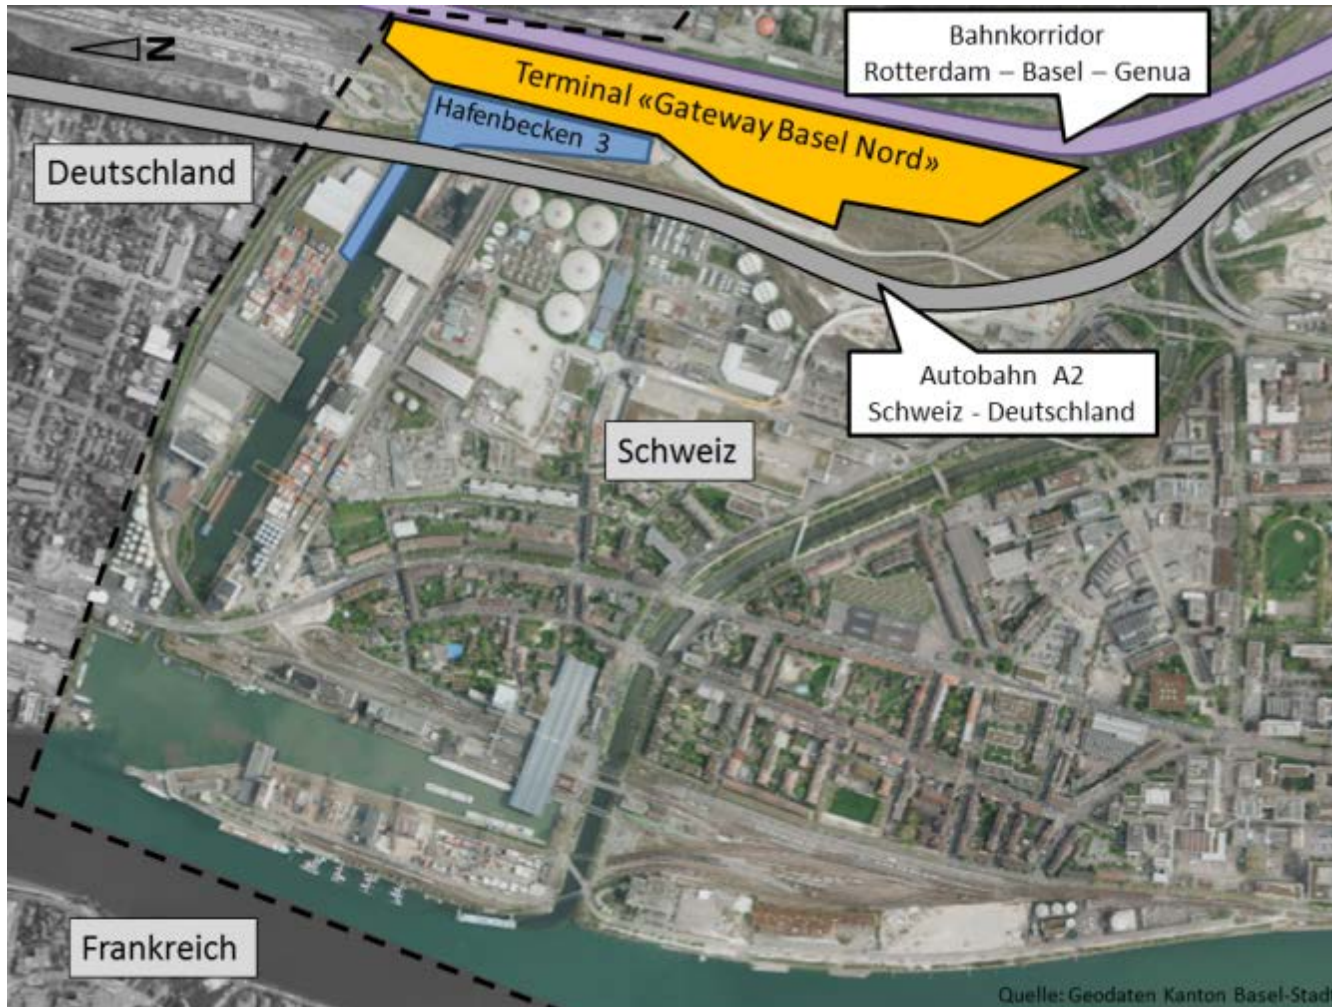 Bahnkorridor
Rotterdam – Basel – Genua
N
Terminal «Gateway Basel Nord»
Hafenbecken 3
Deutschland
Autobahn A2
Schweiz - Deutschland
Schweiz
Frankreich
Quelle: Geodaten Kanton Basel-Stadt